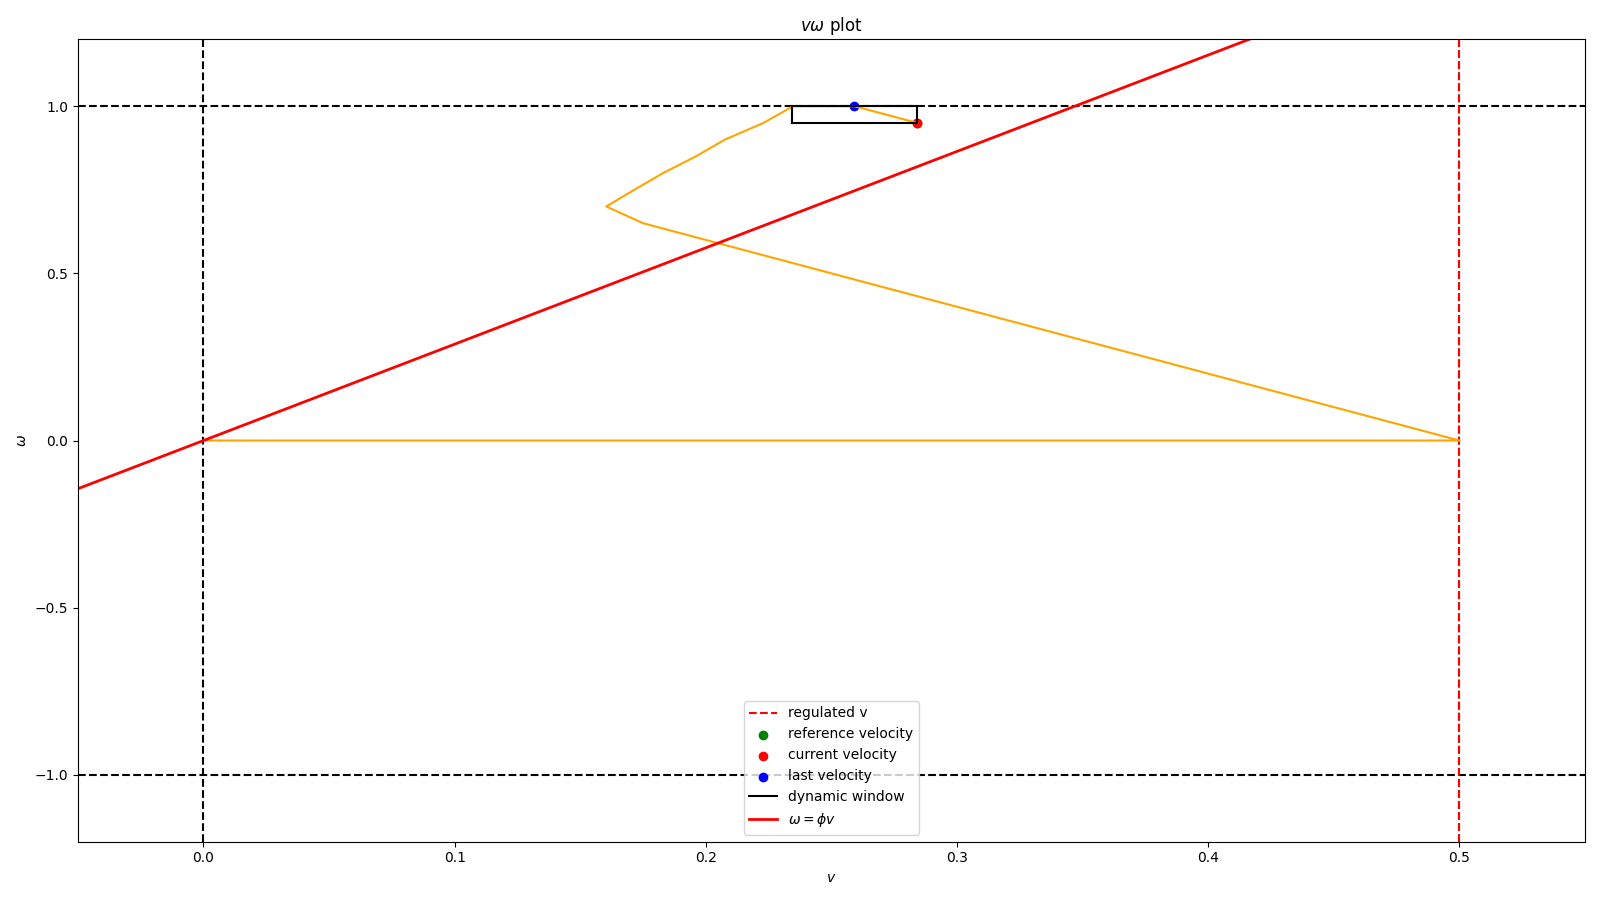 vω plot
ω
1.0
0.5
0.0
−0.5
−1.0
regulated v
reference velocity
current velocity
last velocity
dynamic window
ω = ϕv
0.0 0.1 0.2 0.3 0.4 0.5
v